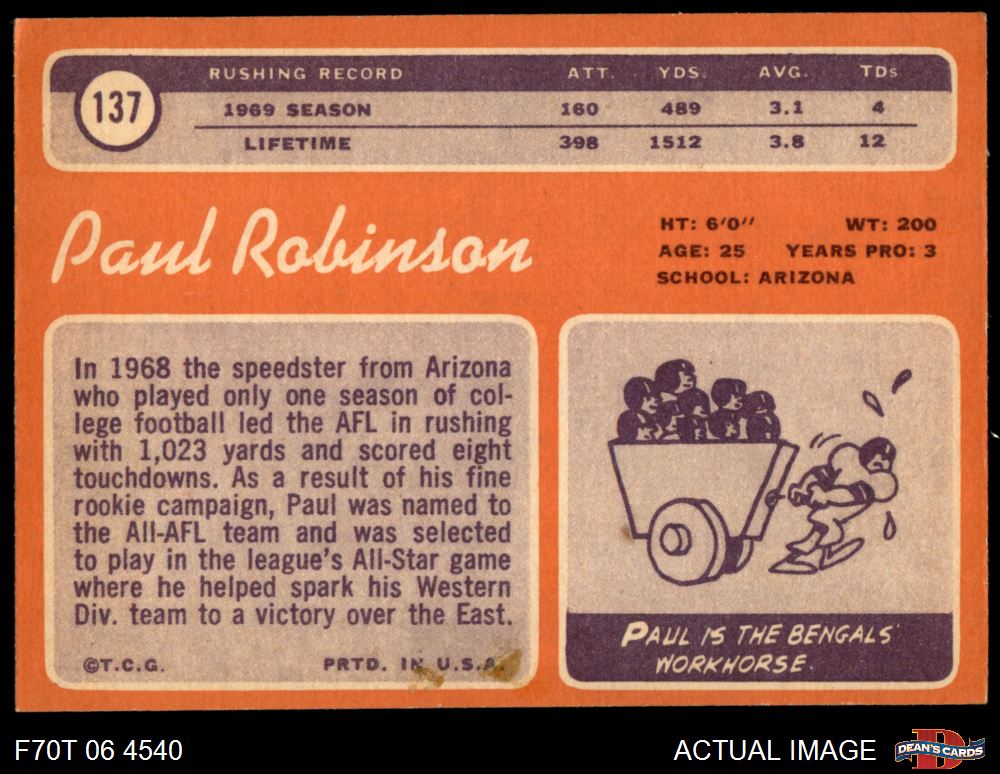 137
RUSHING RECORD ATT. YDS. AVG. TDs
1969 SEASON 160 489 3.1 4
LIFETIME 398 1512 3.8 12
Paul Robinson
HT: 6'0" WT: 200
AGE: 25 YEARS PRO: 3
SCHOOL: ARIZONA
In 1968 the speedster from Arizona
who played only one season of col-
lege football led the AFL in rushing
with 1,023 yards and scored eight
touchdowns. As a result of his fine
rookie campaign, Paul was named to
the All-AFL team and was selected
to play in the league's All-Star game
where he helped spark his Western
Div. team to a victory over the East.
©T.C.G. PRTD. IN U.S.A.
PAUL IS THE BENGALS'
WORKHORSE.
F70T 06 4540
ACTUAL IMAGE
D
DEAN'S CARDS